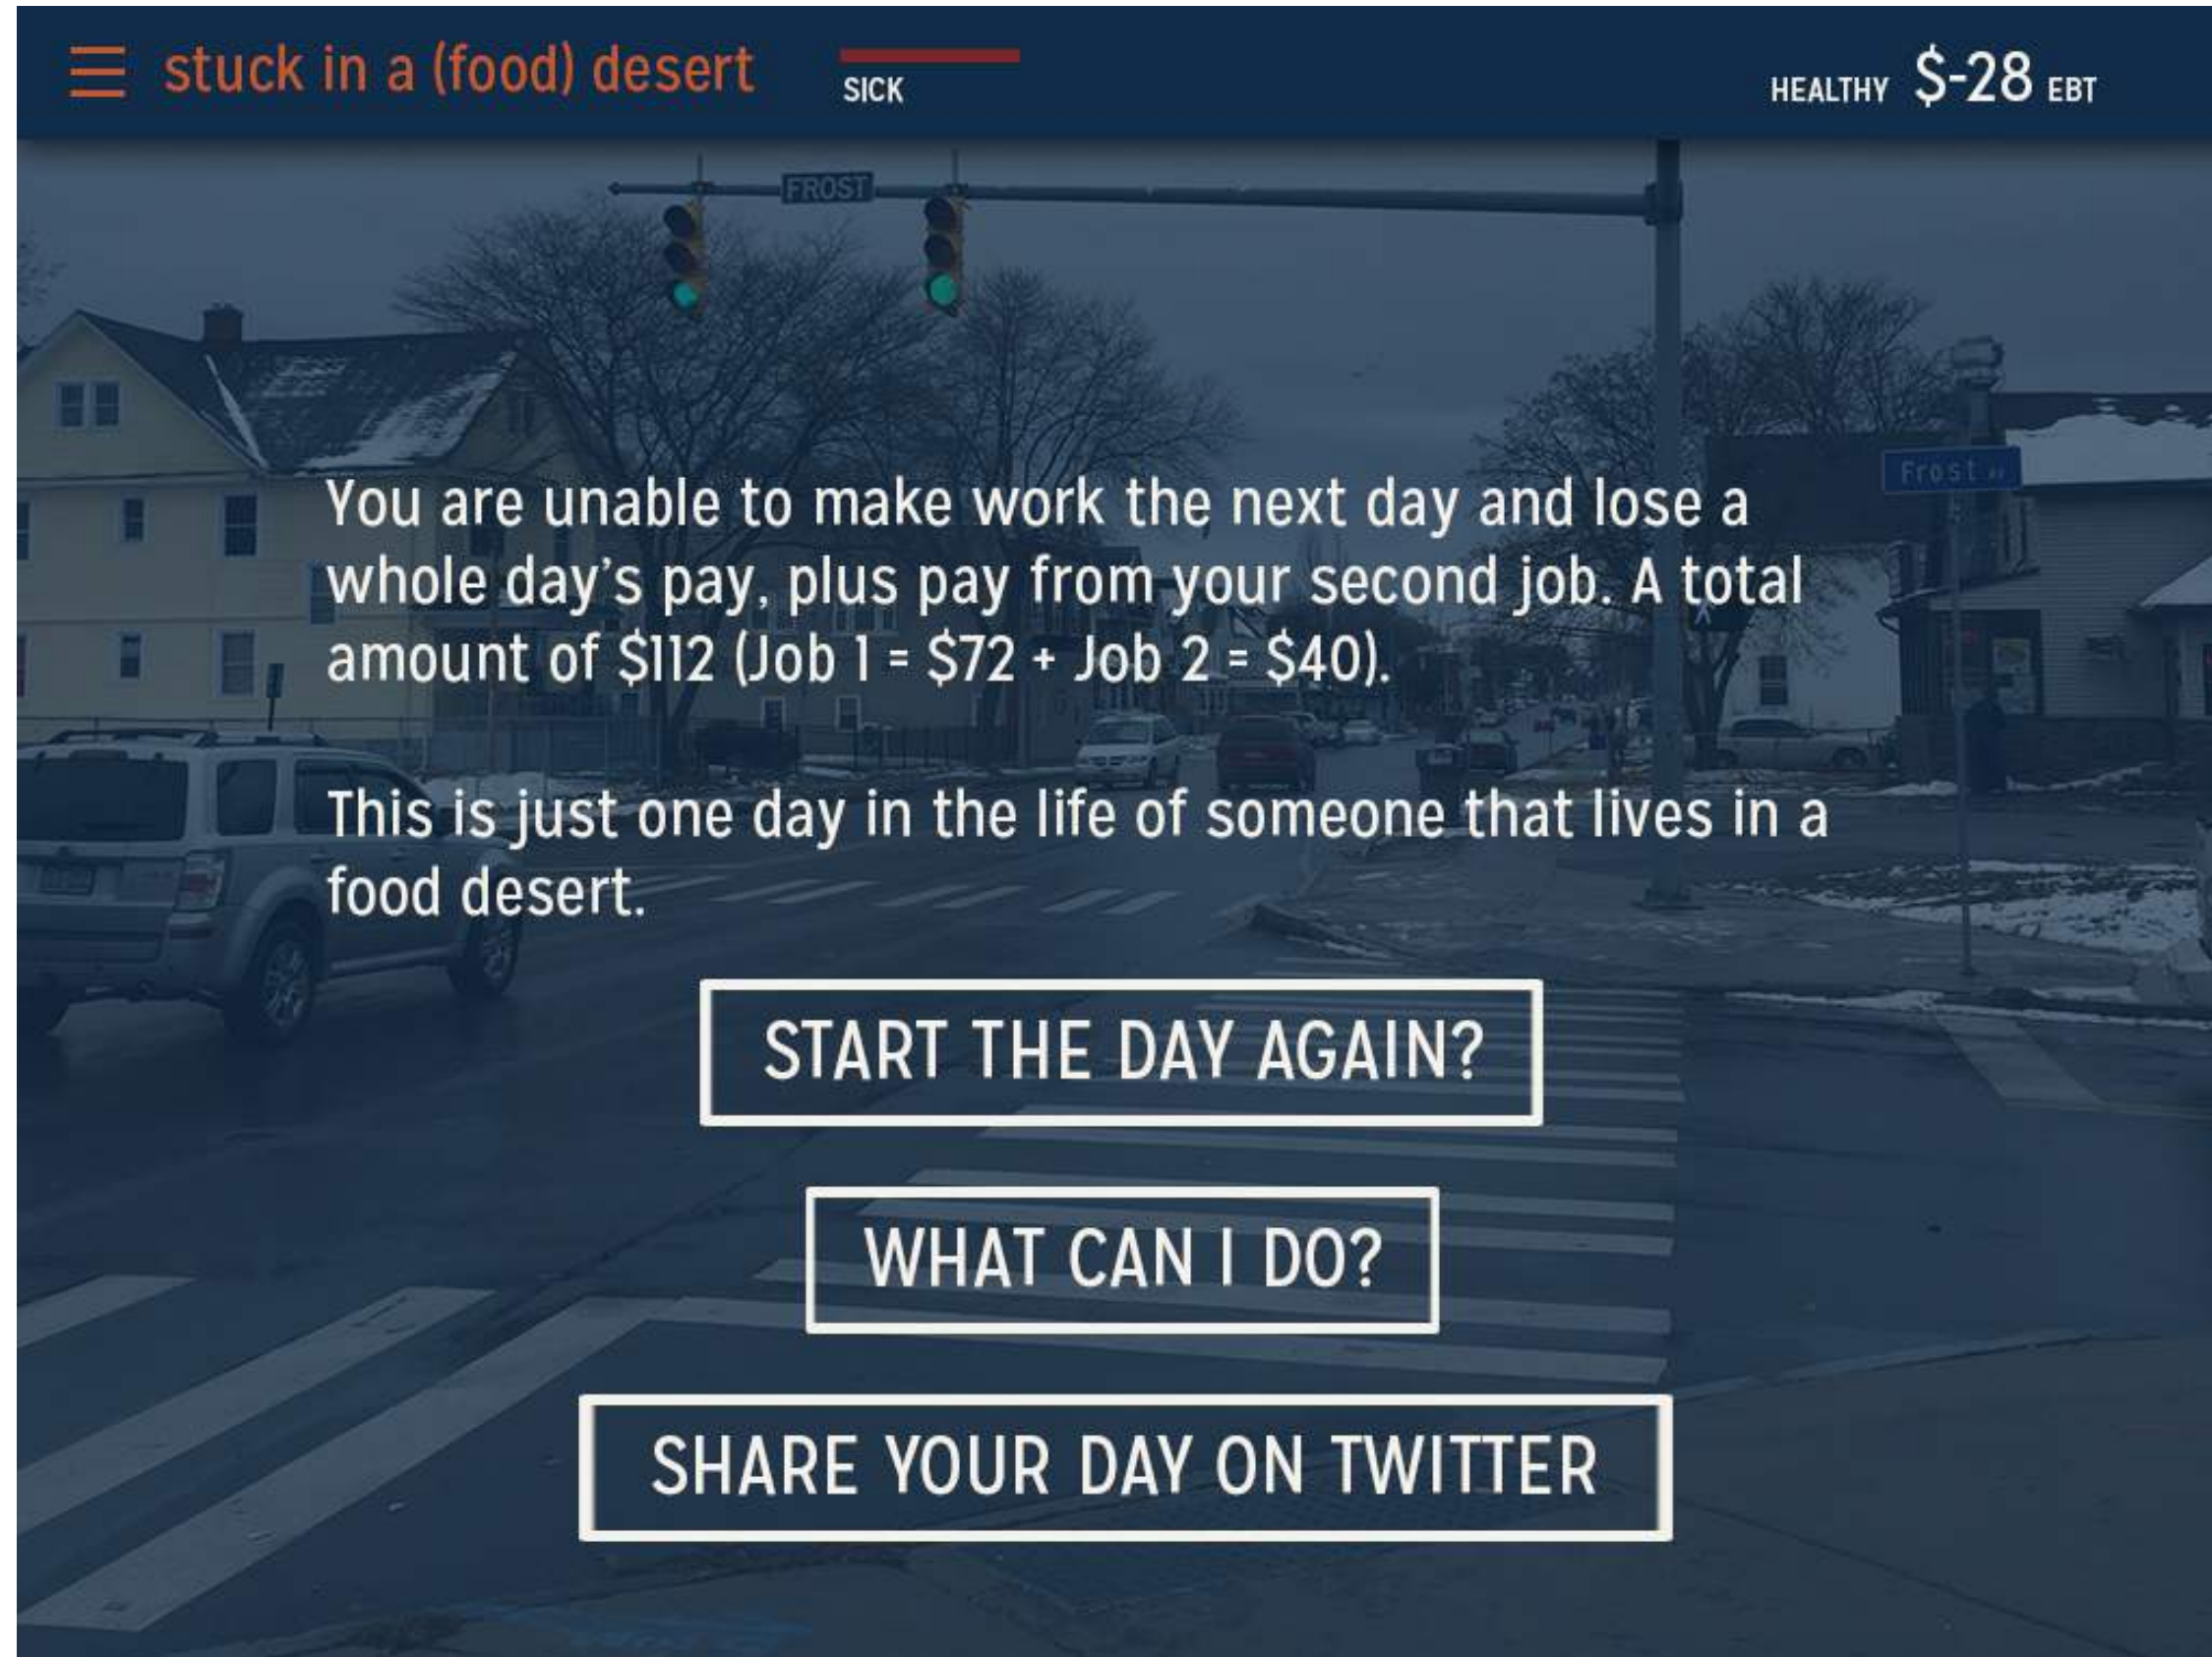 stuck in a (food) desert
SICK
HEALTHY $-28 EBT
FROST
Frost
You are unable to make work the next day and lose a
whole day's pay, plus pay from your second job. A total
amount of $112 (Job 1 = $72 + Job 2 = $40).
This is just one day in the life of someone that lives in a
food desert.
START THE DAY AGAIN?
WHAT CAN I DO?
SHARE YOUR DAY ON TWITTER